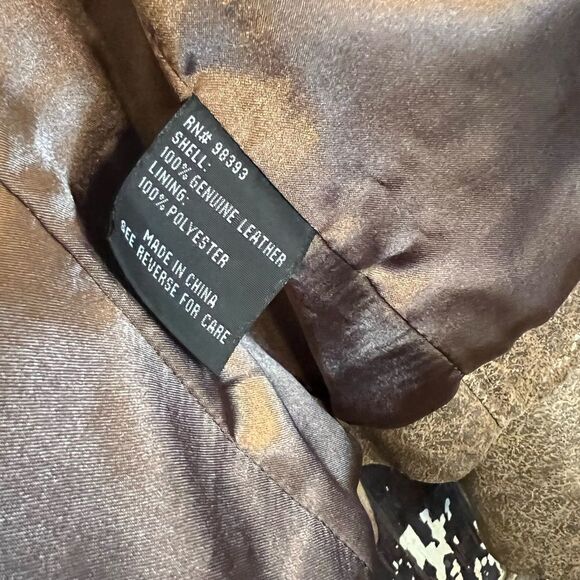 RN# 98393
SHELL:
100% GENUINE LEATHER
LINING:
100% POLYESTER
MADE IN CHINA
SEE REVERSE FOR CARE